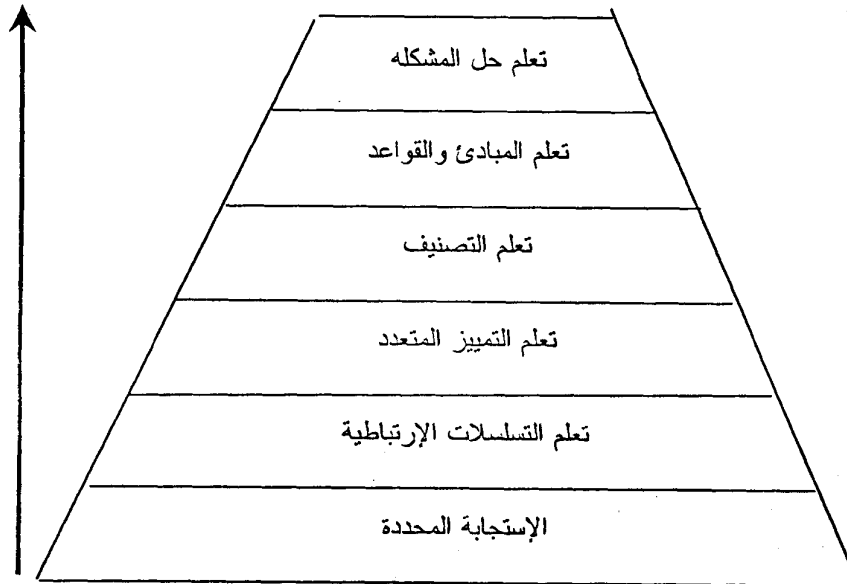 تعلم حل المشكله
تعلم المبادئ والقواعد
تعلم التصنيف
تعلم التمييز المتعدد
تعلم التسلسلات الإرتباطية
الإستجابة المحددة